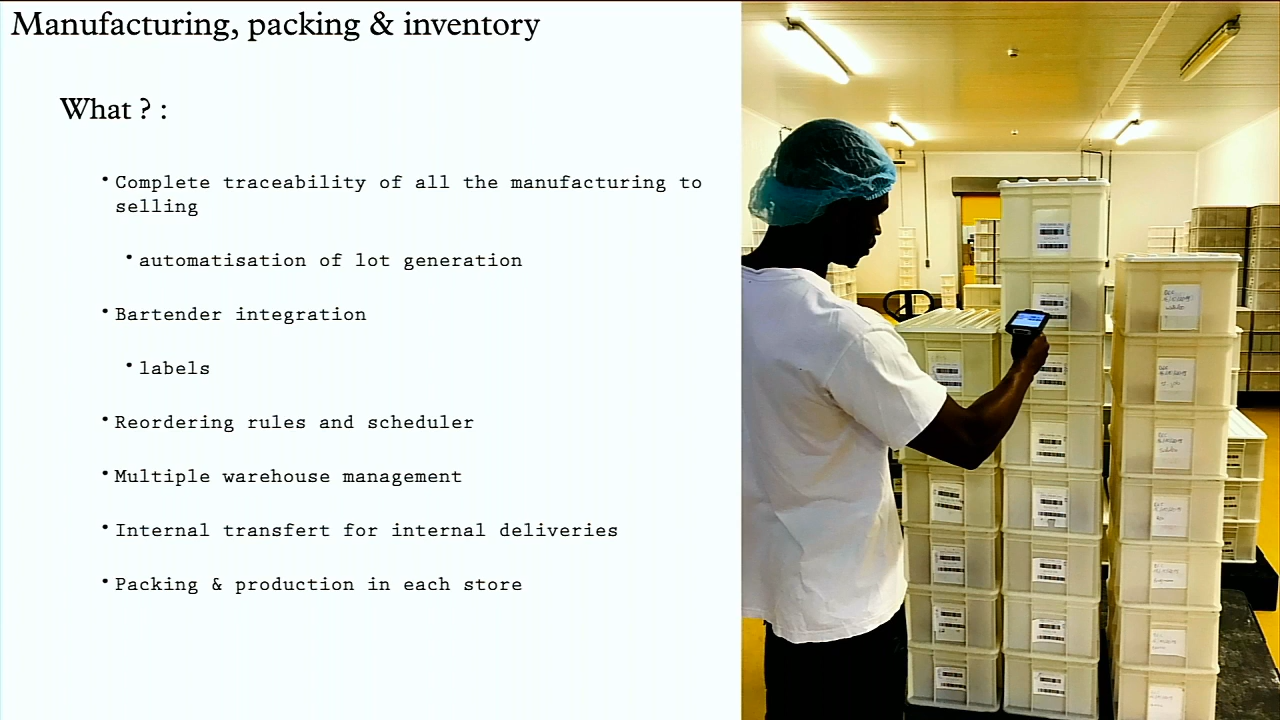 Manufacturing, packing & inventory
What ? :
• Complete traceability of all the manufacturing to
selling
• automatisation of lot generation
• Bartender integration
• labels
• Reordering rules and scheduler
• Multiple warehouse management
• Internal transfert for internal deliveries
• Packing & production in each store